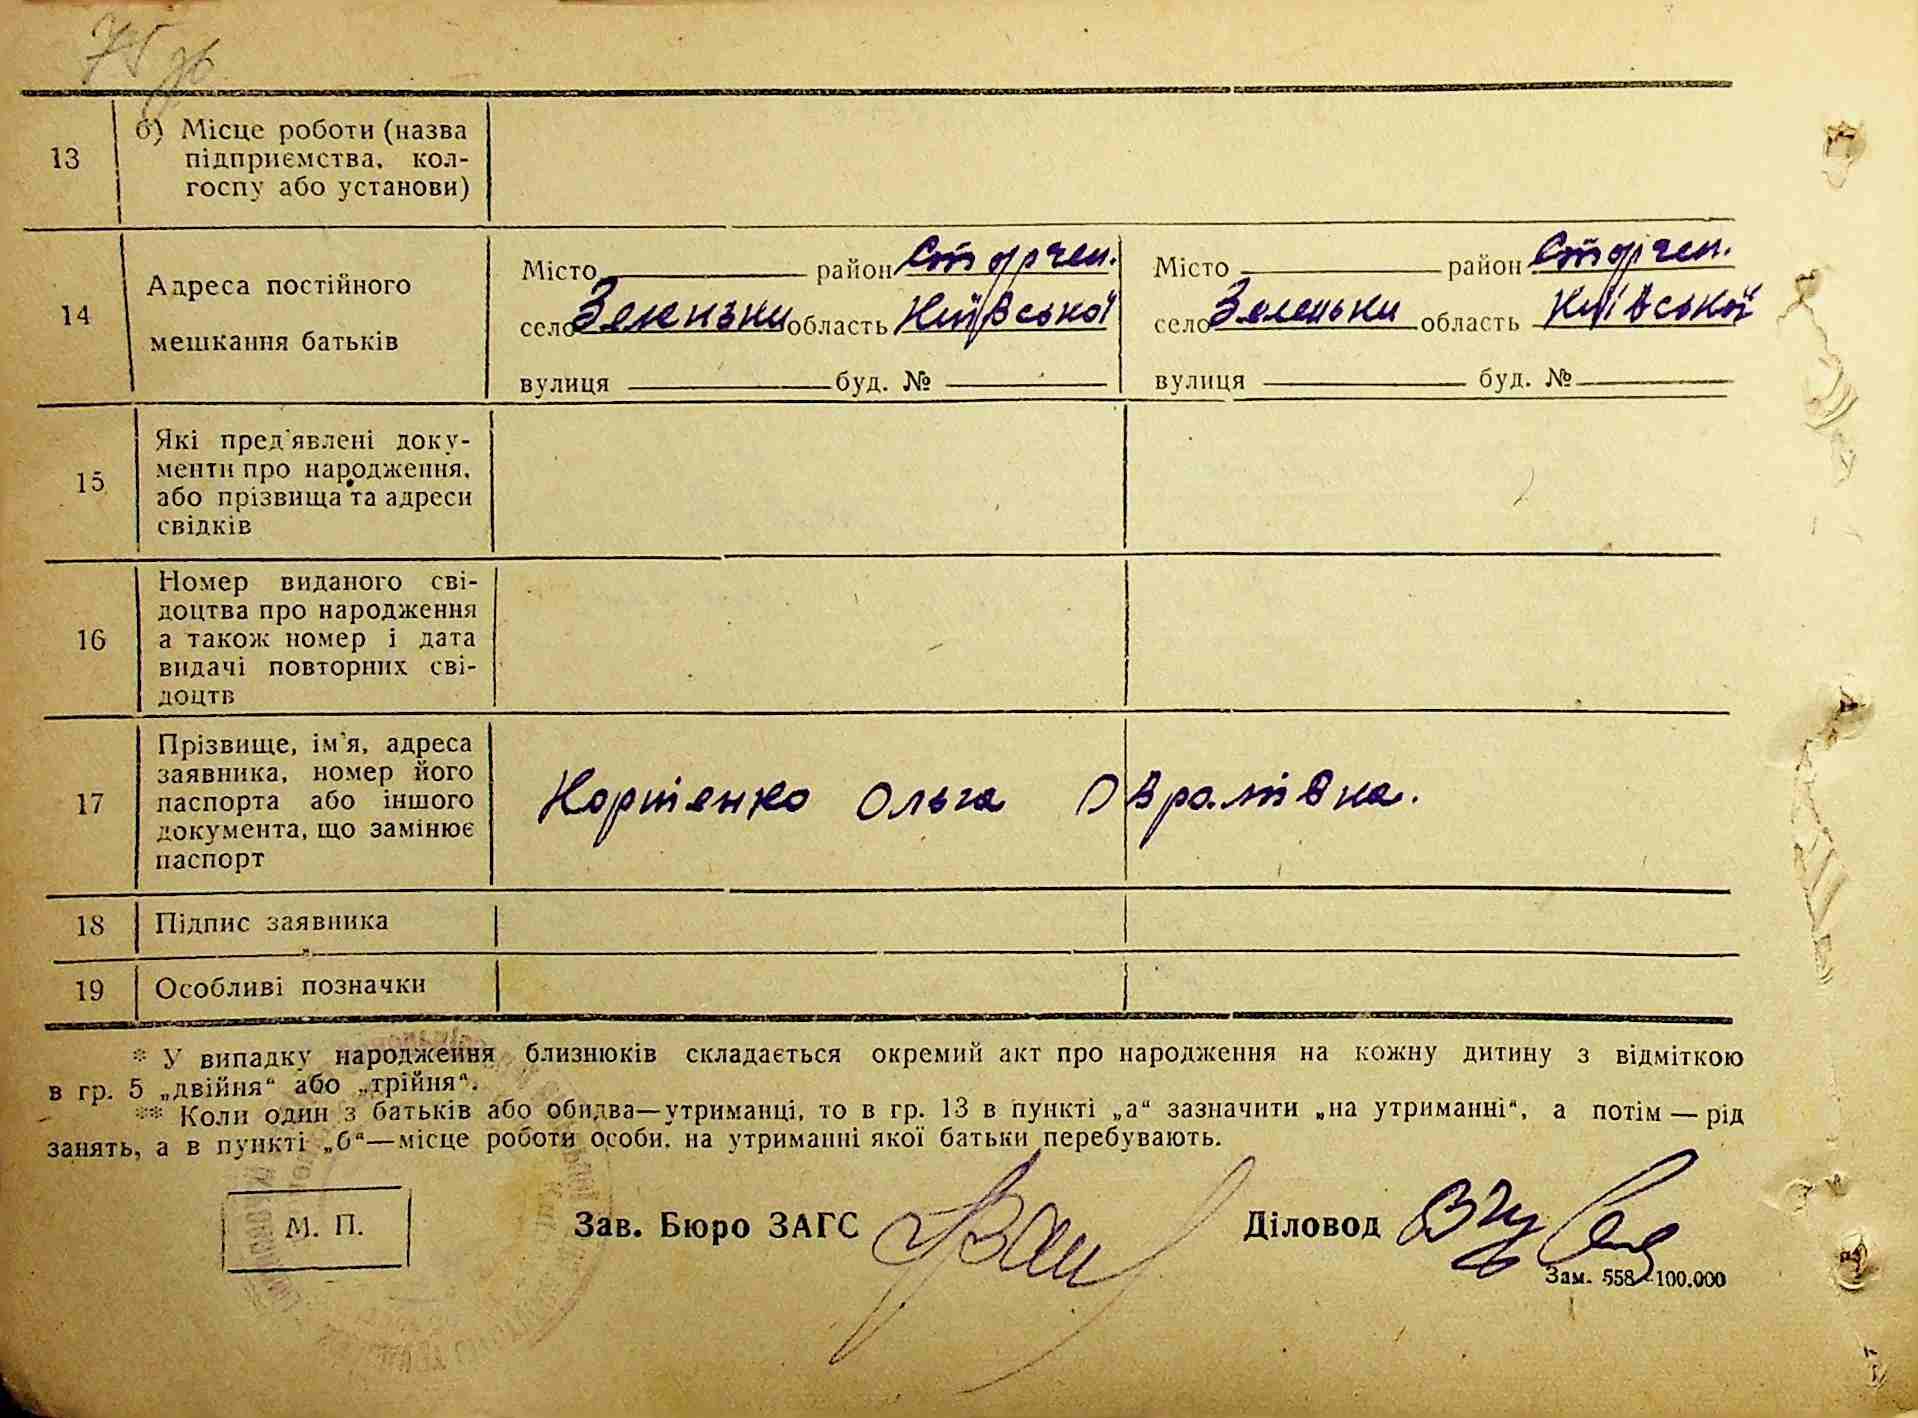 75 зв
13 б) Місце роботи (назва
підприємства, кол-
госпу або установи)
14 Адреса постійного
мешкання батьків
Місто район
село Зеленьки область Київської
вулиця буд. №
Місто район
село Зеленьки область Київської
вулиця буд. №
15 Які пред'явлені доку-
менти про народження,
або прізвища та адреси
свідків
16 Номер виданого сві-
доцтва про народження
а також номер і дата
видачі повторних сві-
доцтв
17 Прізвище, ім'я, адреса
заявника, номер його
паспорта або іншого
документа, що замінює
паспорт
Ольга
18 Підпис заявника
19 Особливі позначки
* У випадку народження близнюків складається окремий акт про народження на кожну дитину з відміткою
в гр. 5 „двійня“ або „трійня“.
** Коли один з батьків або обидва—утриманці, то в гр. 13 в пункті „а“ зазначити „на утриманні“, а потім — рід
занять, а в пункті „б“—місце роботи особи, на утриманні якої батьки перебувають.
М. П.
Зав. Бюро ЗАГС
Діловод
Зам. 558—100.000